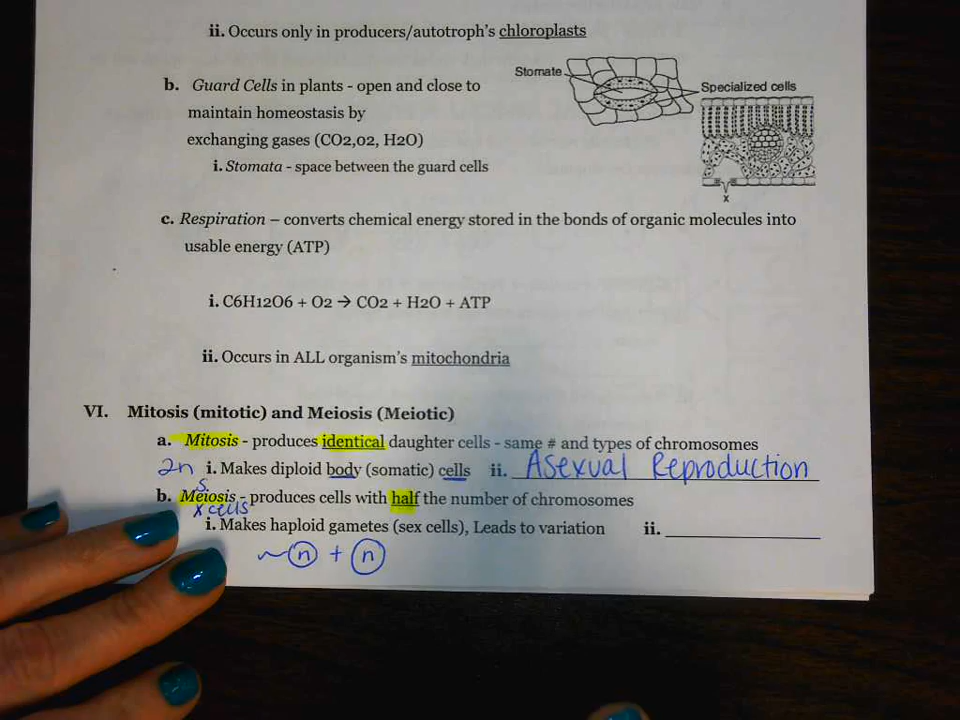 ii. Occurs only in producers/autotroph's chloroplasts
Stomate
Specialized cells
b. Guard Cells in plants - open and close to
maintain homeostasis by
exchanging gases (CO2,02, H2O)
i. Stomata - space between the guard cells
x
c. Respiration – converts chemical energy stored in the bonds of organic molecules into
usable energy (ATP)
i. C6H12O6 + O2 → CO2 + H2O + ATP
ii. Occurs in ALL organism's mitochondria
VI. Mitosis (mitotic) and Meiosis (Meiotic)
a. Mitosis - produces identical daughter cells - same # and types of chromosomes
2n i. Makes diploid body (somatic) cells ii. Asexual Reproduction
s
b. Meiosis - produces cells with half the number of chromosomes
x cells
i. Makes haploid gametes (sex cells), Leads to variation ii.
n + n